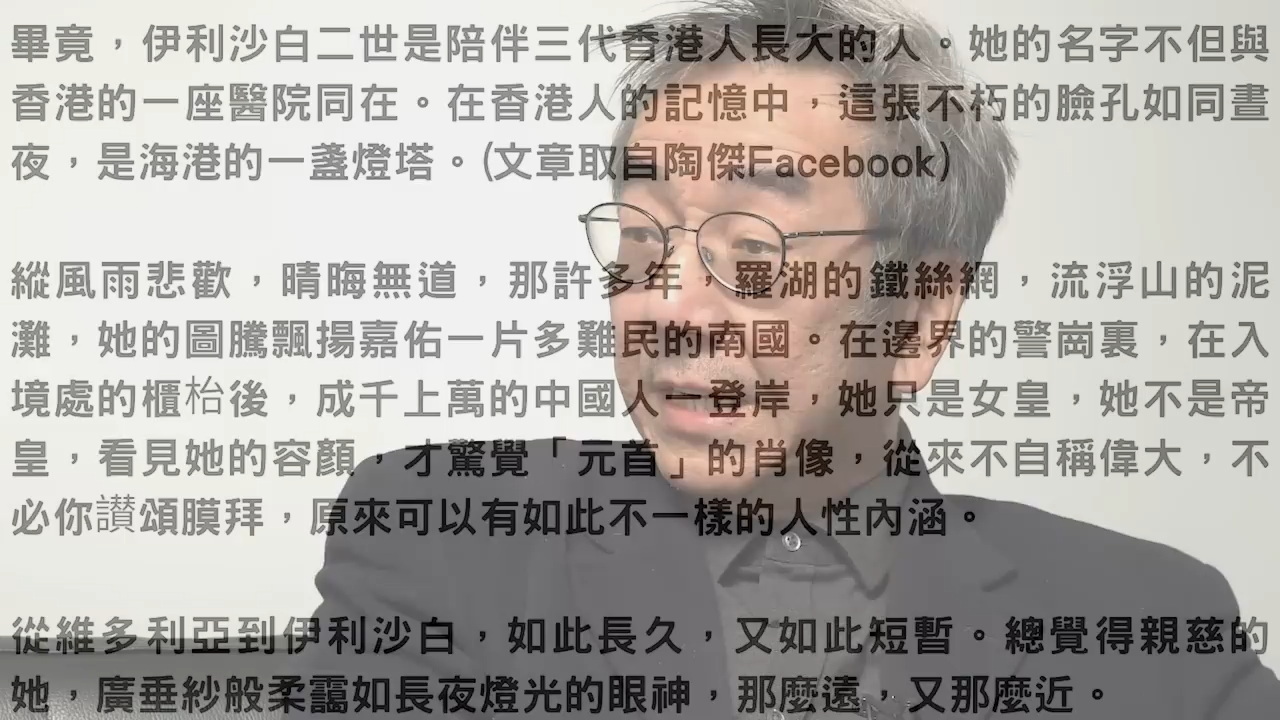 畢竟，伊利沙白二世是陪伴三代香港人長大的人。她的名字不但與
香港的一座醫院同在。在香港人的記憶中，這張不朽的臉孔如同晝
夜，是海港的一盞燈塔。(文章取自陶傑Facebook)
縱風雨悲歡，晴晦無道，那許多年，羅湖的鐵絲網，流浮山的泥
灘，她的圖騰飄揚嘉佑一片多難民的南國。在邊界的警崗裏，在入
境處的櫃枱後，成千上萬的中國人一登岸，她只是女皇，她不是帝
皇，看見她的容顏，才驚覺「元首」的肖像，從來不自稱偉大，不
必你讃頌膜拜，原來可以有如此不一樣的人性內涵。
從維多利亞到伊利沙白，如此長久，又如此短暫。總覺得親慈的
她，廣垂紗般柔靄如長夜燈光的眼神，那麼遠，又那麼近。